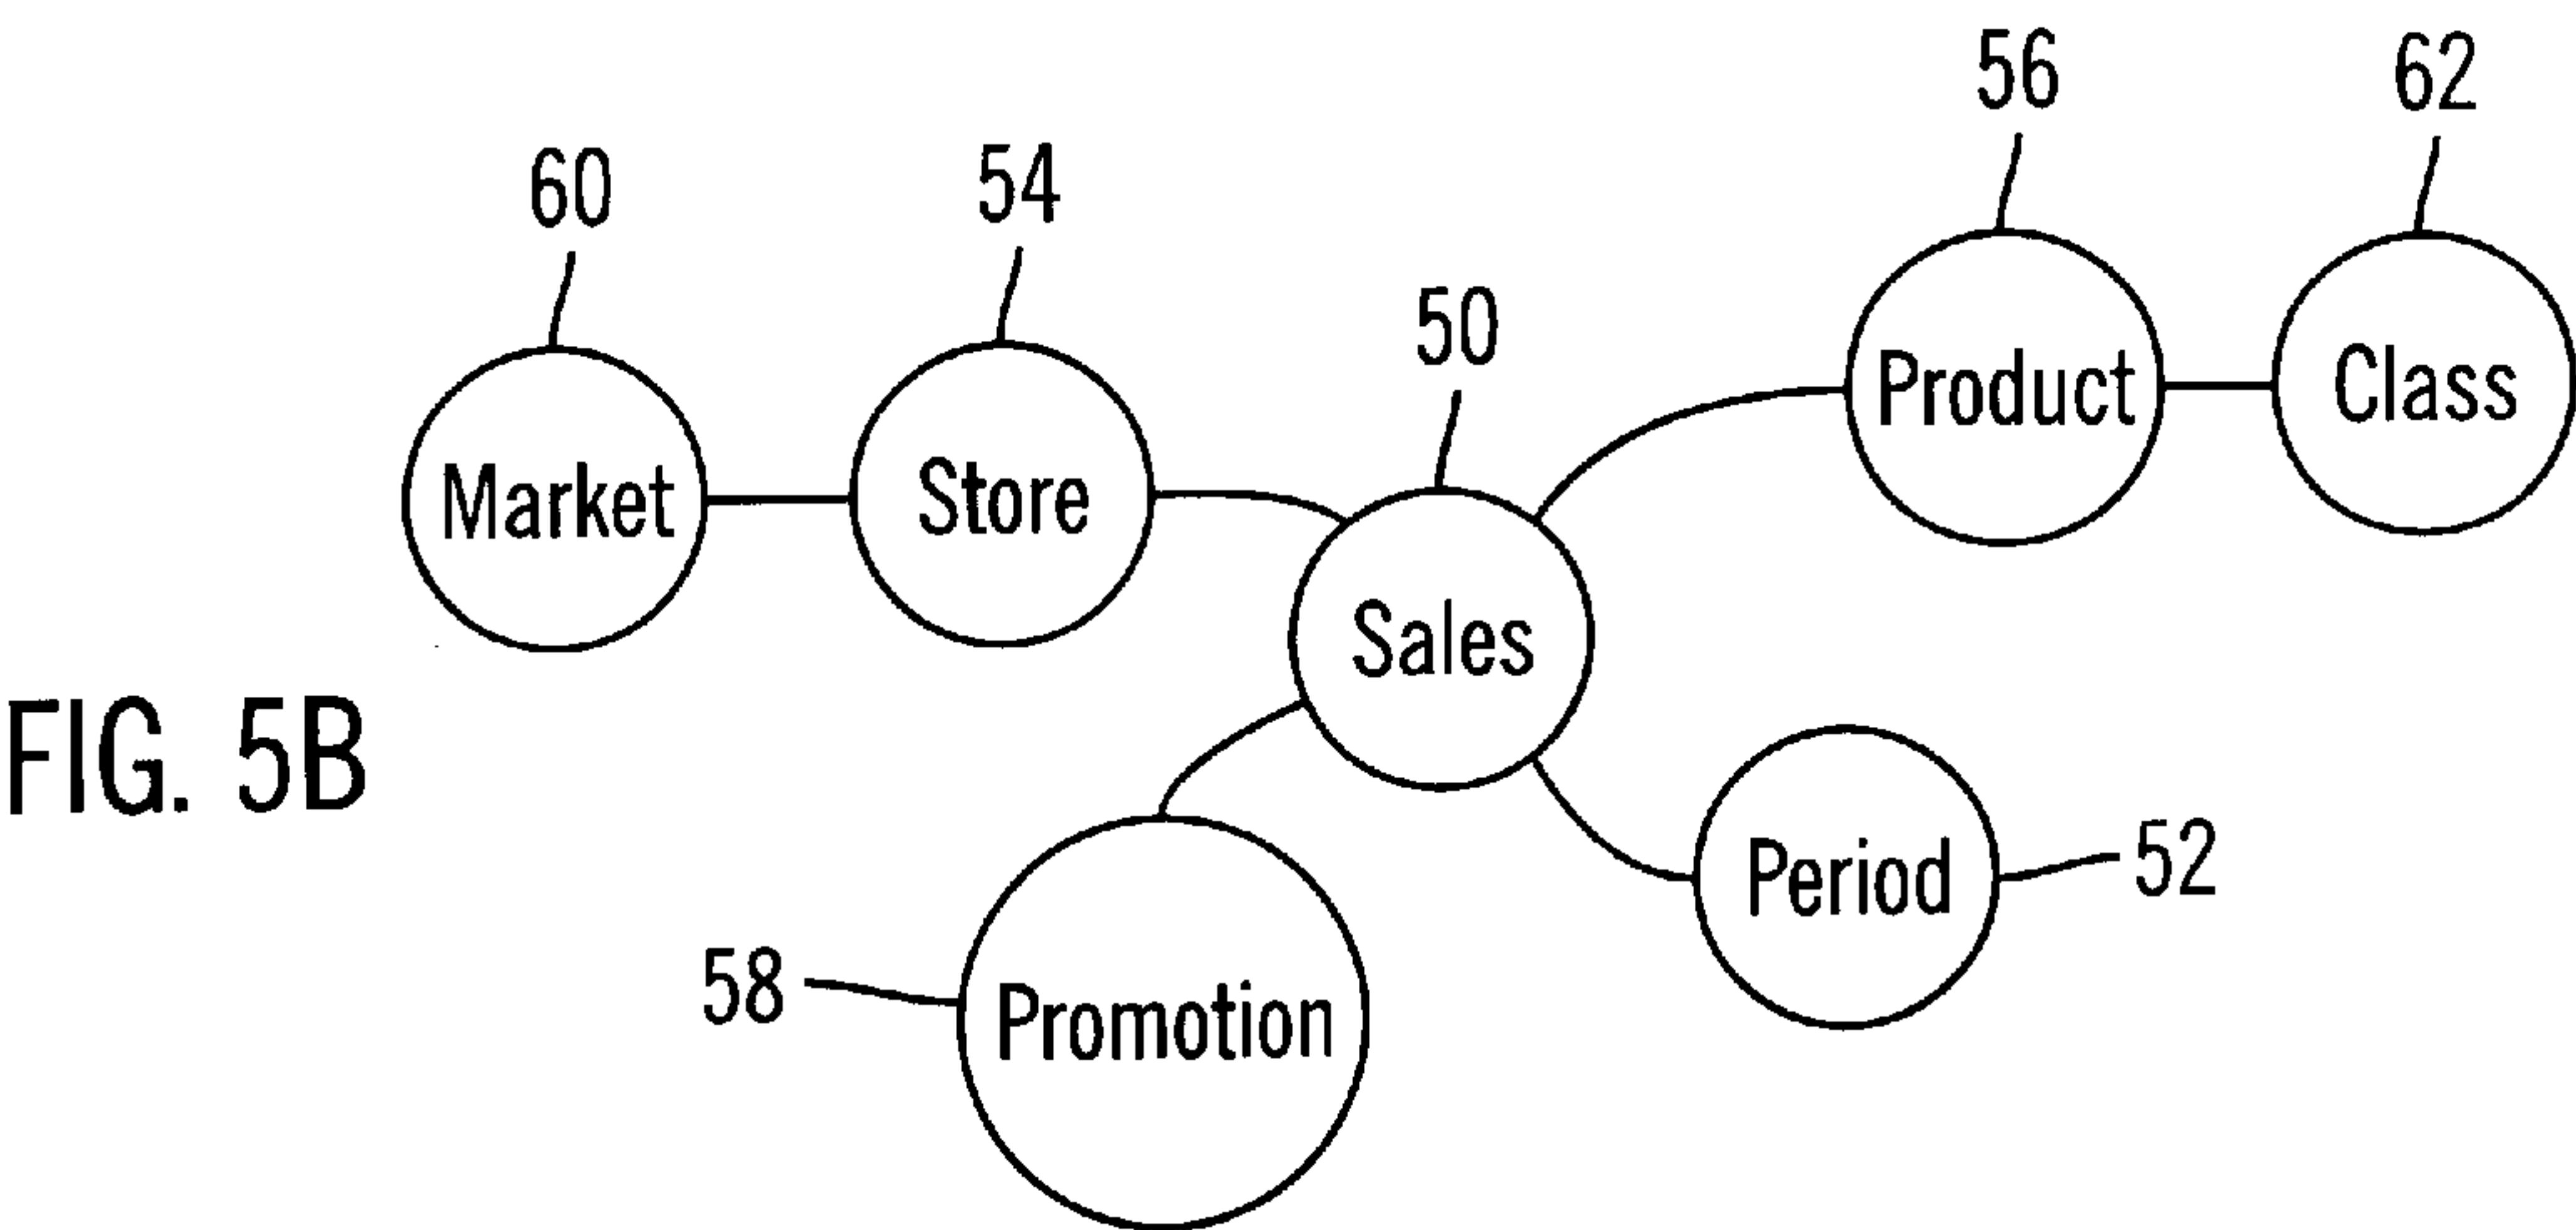 56
62
60
54
50
Product
Class
Market
Store
Sales
FIG. 5B
Period
52
58
Promotion